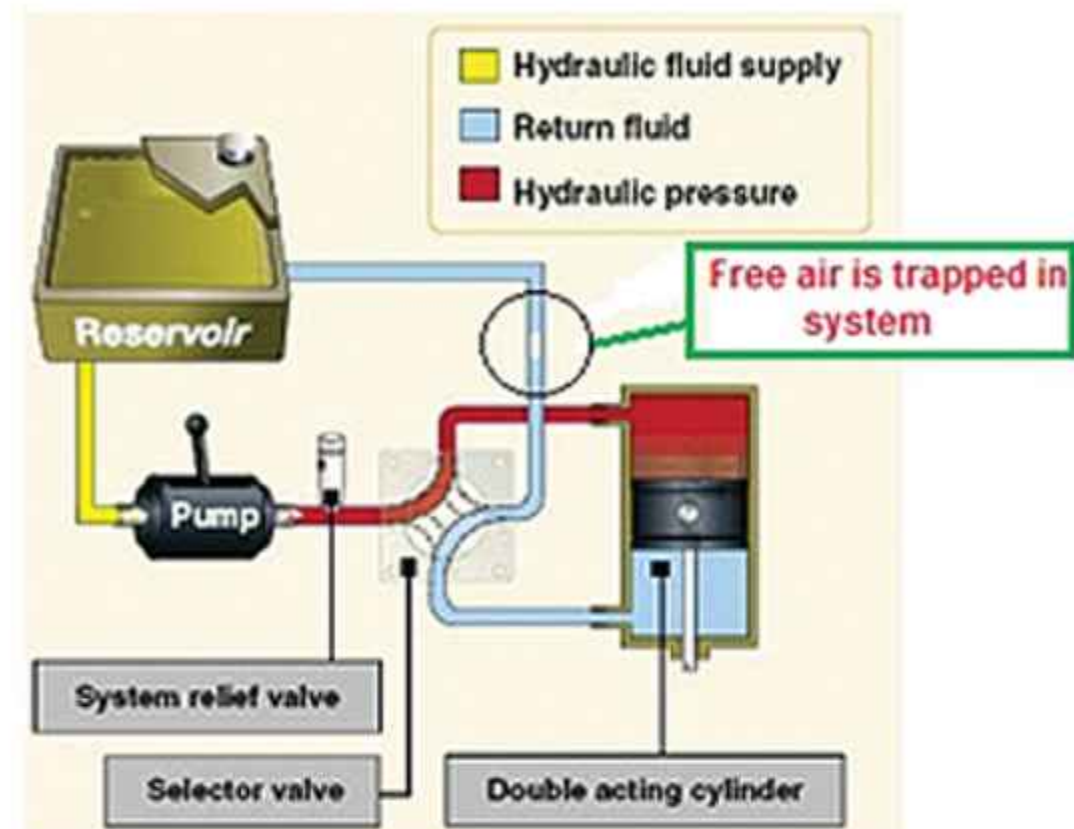 Hydraulic fluid supply
Return fluid
Hydraulic pressure
Free air is trapped in
system
Reservoir
Pump
System relief valve
Selector valve
Double acting cylinder